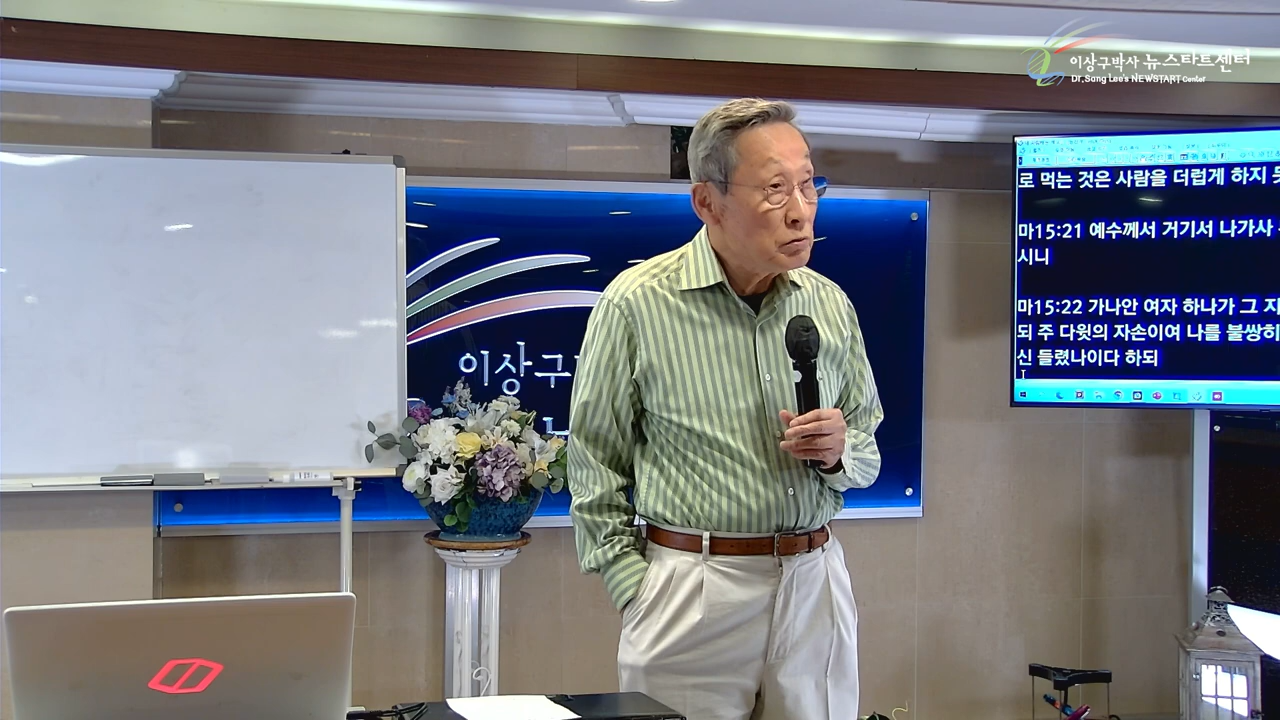 이상구박사 뉴스타트센터
Dr. Sang Lee's NEWSTART Center
로 먹는 것은 사람을 더럽게 하지
마15:21 예수께서 거기서 나가사
시니
마15:22 가나안 여자 하나가 그
되 주 다윗의 자손이여 나를 불쌍히
신 들렸나이다 하되
이상구